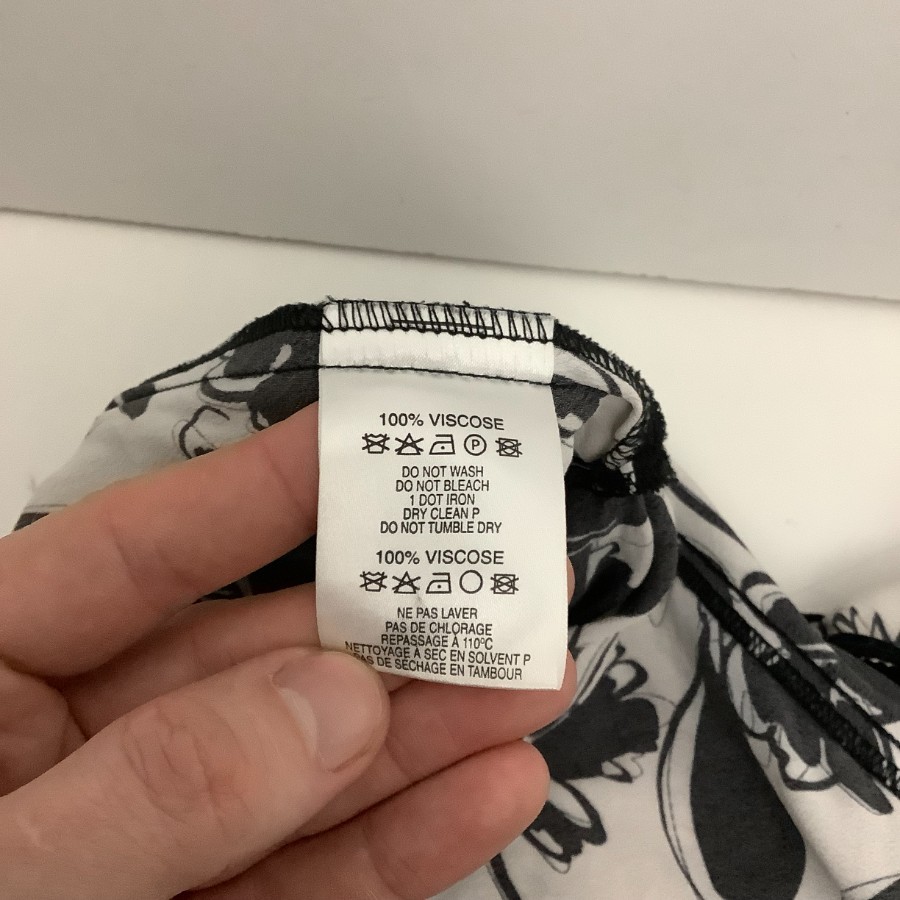 100% VISCOSE
P
DO NOT WASH
DO NOT BLEACH
1 DOT IRON
DRY CLEAN P
DO NOT TUMBLE DRY
100% VISCOSE
NE PAS LAVER
PAS DE CHLORAGE
REPASSAGE À 110ºC
NETTOYAGE À SEC EN SOLVENT P
PAS DE SÉCHAGE EN TAMBOUR